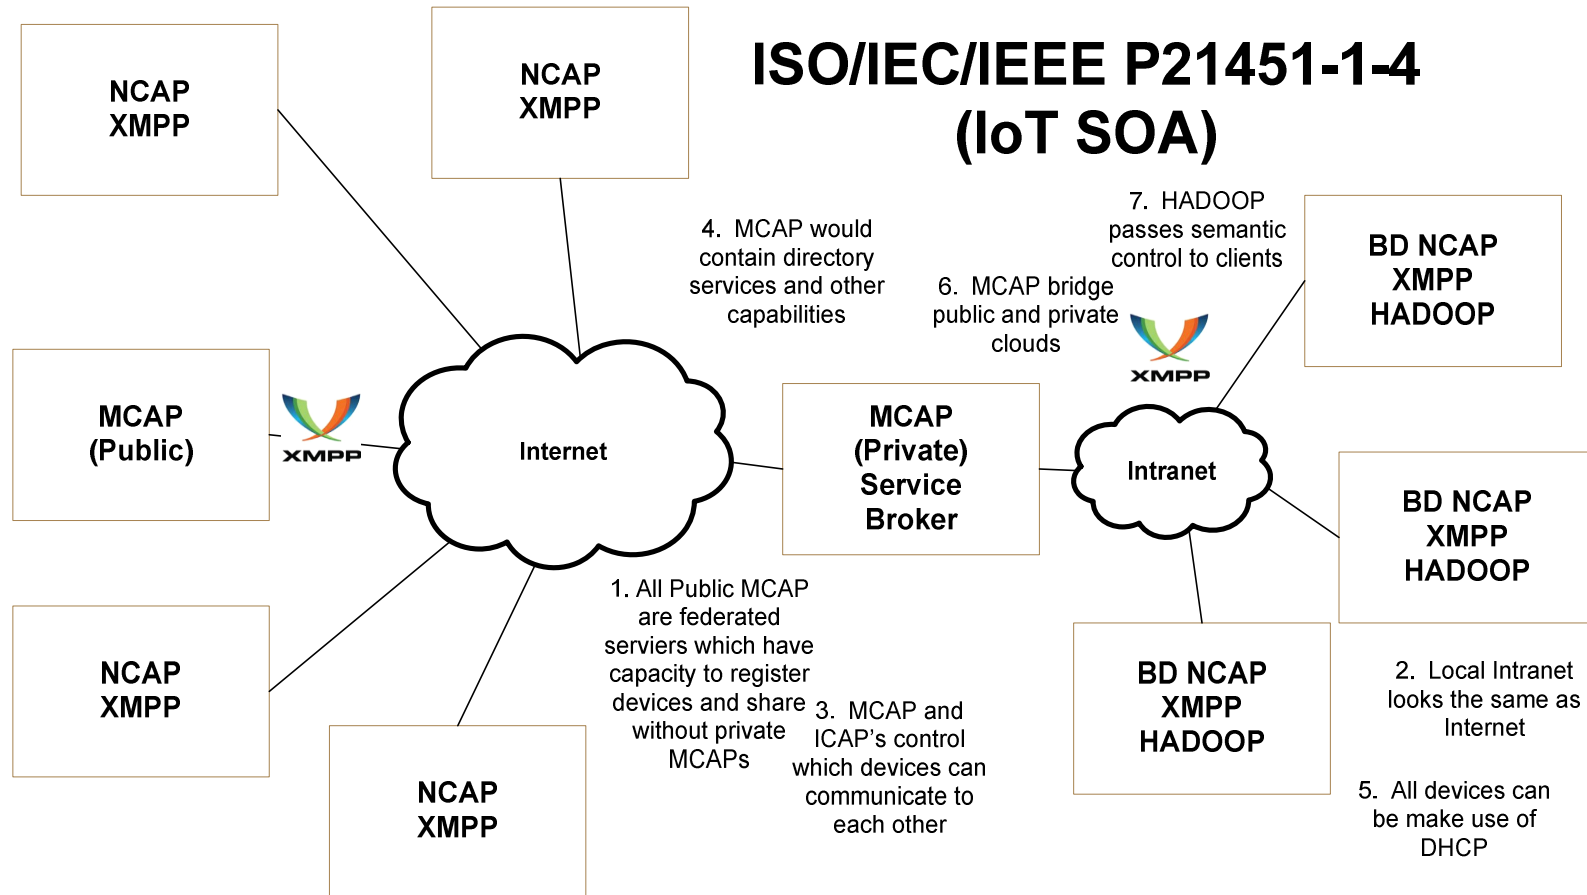 ISO/IEC/IEEE P21451-1-4
(IoT SOA)
NCAP
XMPP
NCAP
XMPP
4. MCAP would
contain directory
services and other
capabilities
7. HADOOP
passes semantic
control to clients
6. MCAP bridge
public and private
clouds
XMPP
BD NCAP
XMPP
HADOOP
MCAP
(Public)
XMPP
Internet
MCAP
(Private)
Service
Broker
Intranet
BD NCAP
XMPP
HADOOP
1. All Public MCAP
are federated
serviers which have
capacity to register
devices and share
without private
MCAPs
3. MCAP and
ICAP's control
which devices can
communicate to
each other
NCAP
XMPP
NCAP
XMPP
BD NCAP
XMPP
HADOOP
2. Local Intranet
looks the same as
Internet
5. All devices can
be make use of
DHCP